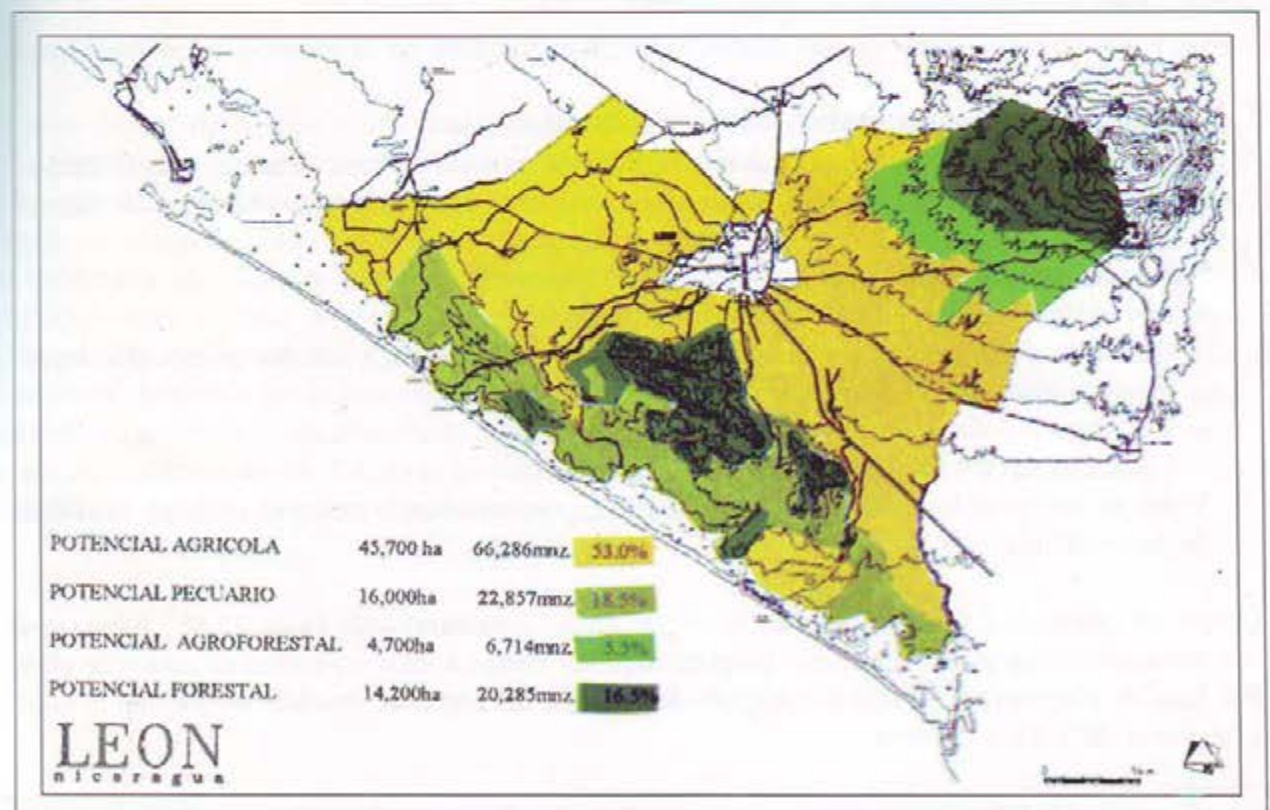 POTENCIAL AGRICOLA 45,700 ha 66,286mnz. 53.0%
POTENCIAL PECUARIO 16,000ha 22,857mnz. 18.5%
POTENCIAL AGROFORESTAL 4,700ha 6,714mnz. 5.5%
POTENCIAL FORESTAL 14,200ha 20,285mnz. 16.5%
LEON
nicaragua
0